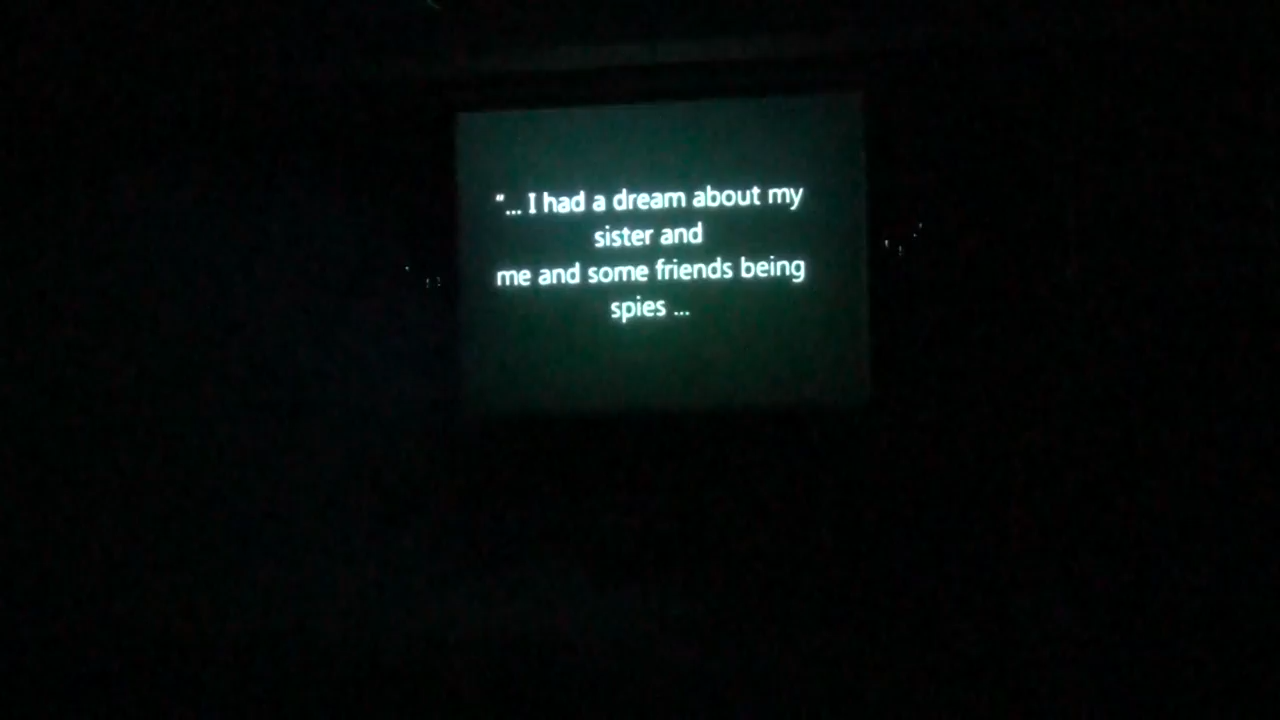 "... I had a dream about my
sister and
me and some friends being
spies ...